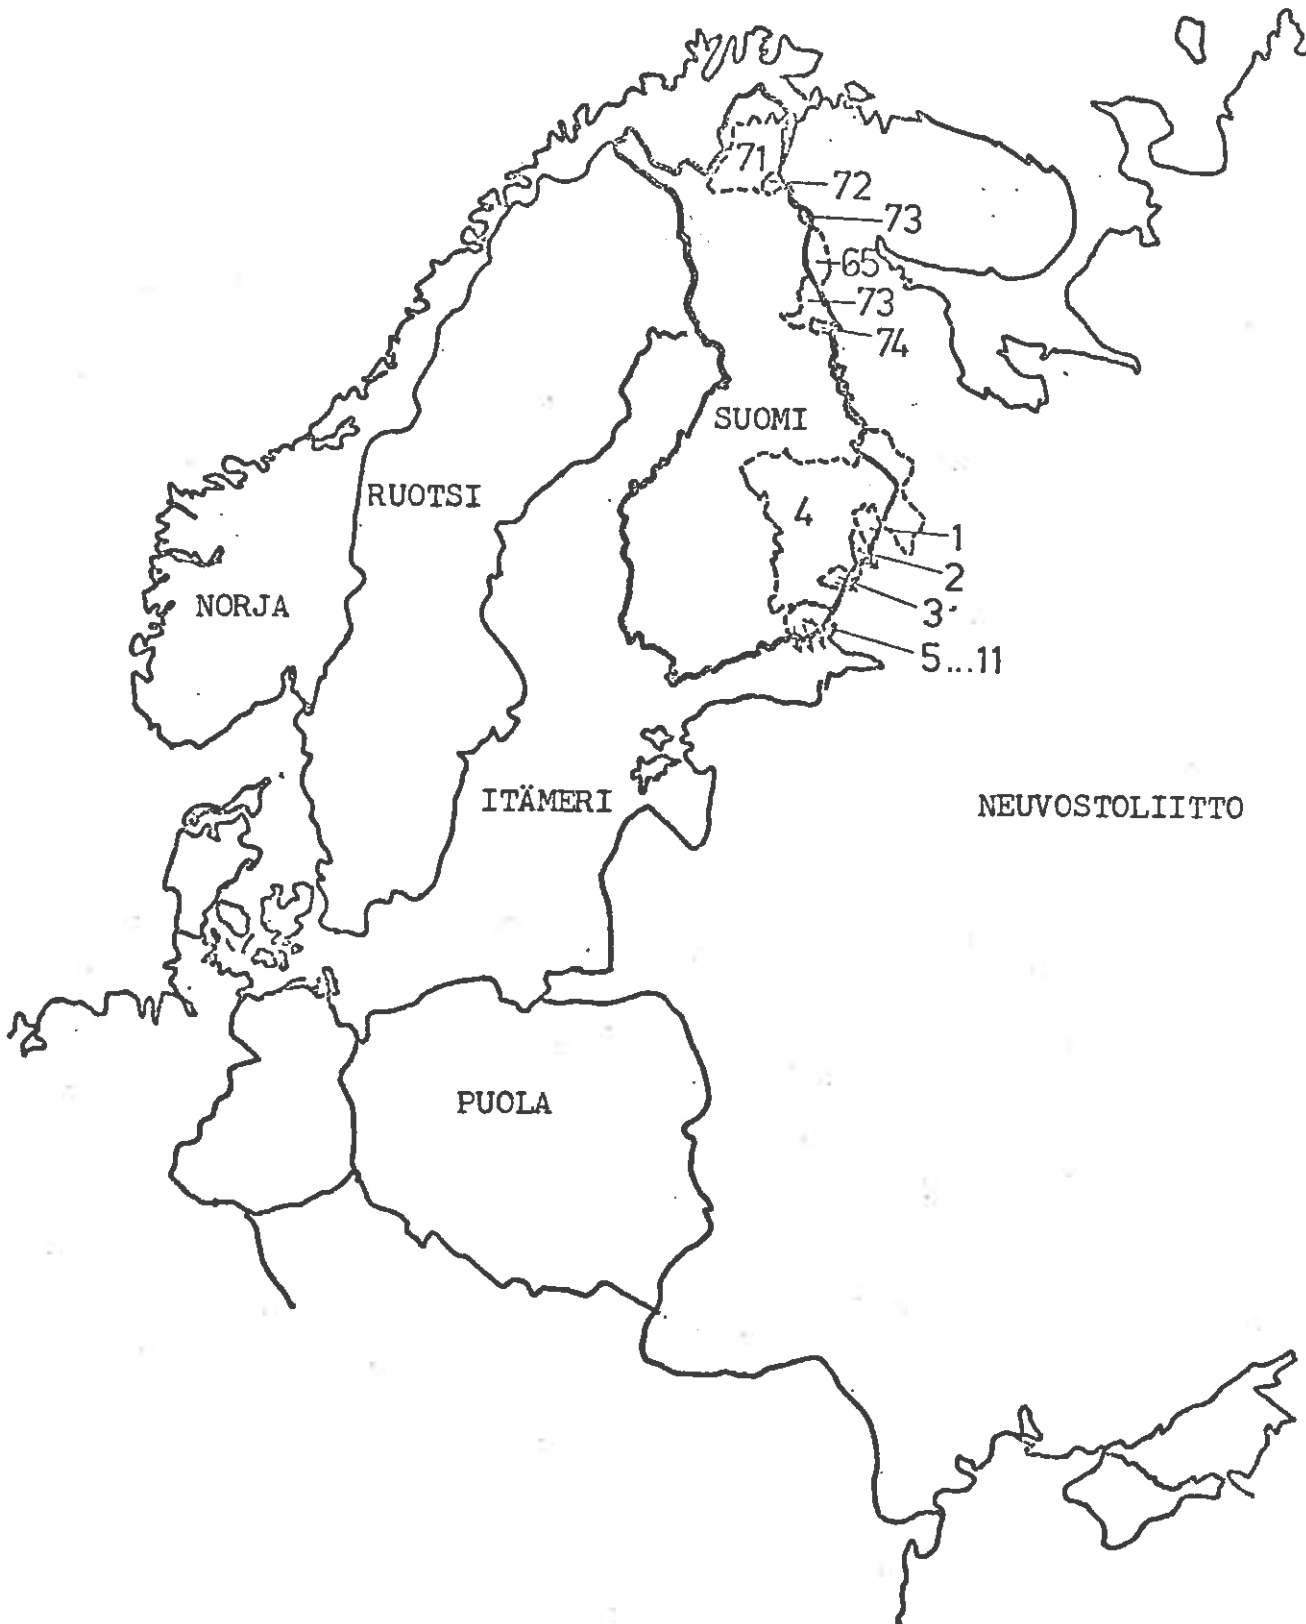 71
72
73
65
73
74
SUOMI
RUOTSI
4
1
2
NORJA
3
5...11
ITÄMERI
NEUVOSTOLIITTO
PUOLA